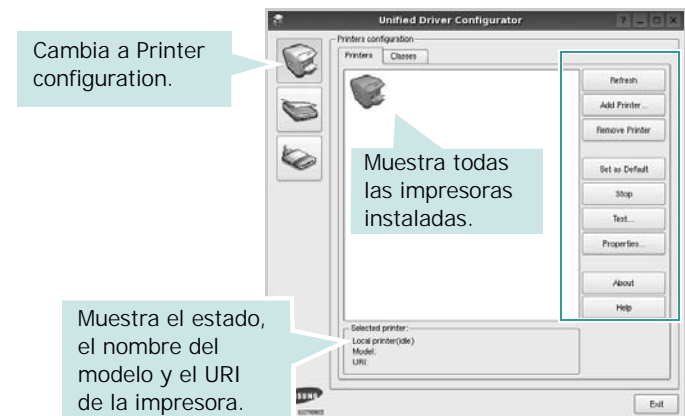 Unified Driver Configurator
Cambia a Printer
configuration.
Printers configuration
Printers
Classes
Refresh
Add Printer...
Remove Printer
Set as Default
Stop
Test...
Properties...
About
Help
Muestra todas
las impresoras
instaladas.
Muestra el estado,
el nombre del
modelo y el URI
de la impresora.
Selected printer:
Local printer(idle)
Model:
URI:
ELECTRONICS
Exit